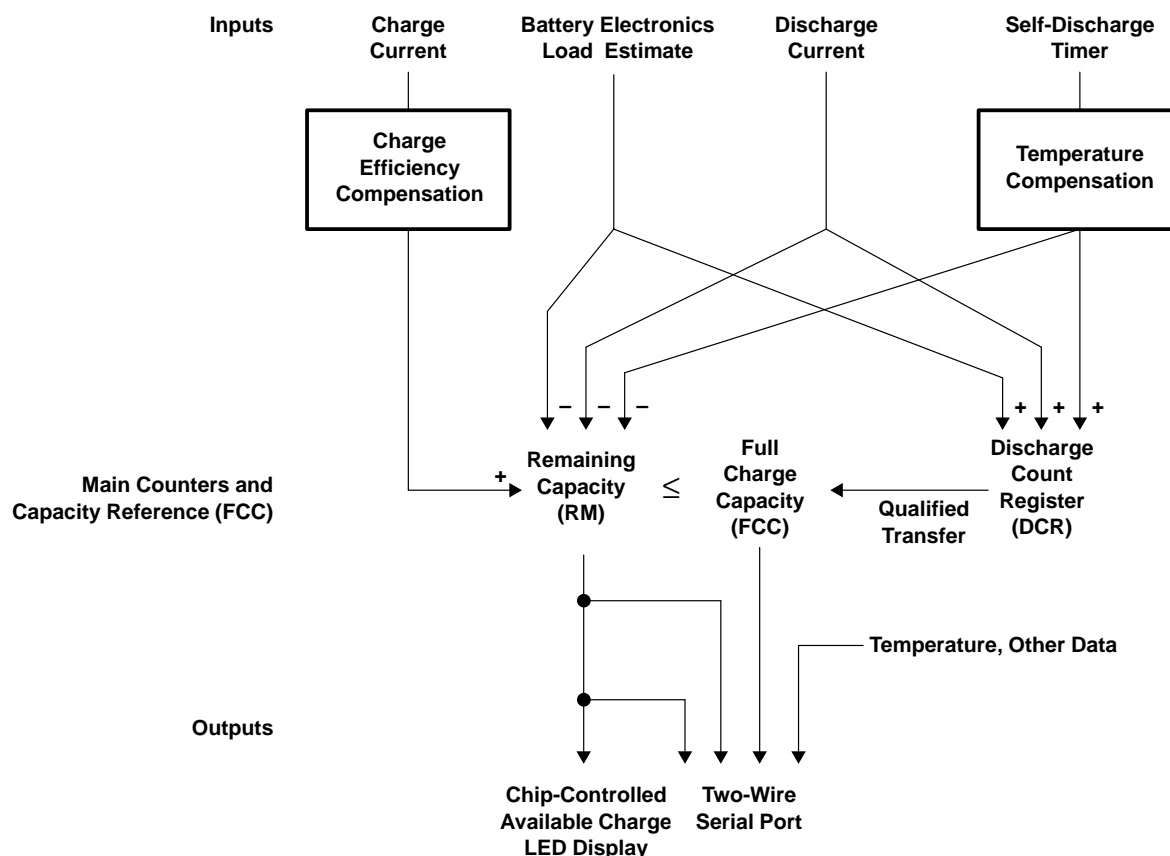 Inputs
Charge
Current
Battery Electronics
Load Estimate
Discharge
Current
Self-Discharge
Timer
Charge
Efficiency
Compensation
Temperature
Compensation
– – –
+ + +
Main Counters and
Capacity Reference (FCC)
+
Remaining
Capacity
(RM)
≤
Full
Charge
Capacity
(FCC)
Qualified
Transfer
Discharge
Count
Register
(DCR)
Temperature, Other Data
Outputs
Chip-Controlled
Available Charge
LED Display
Two-Wire
Serial Port